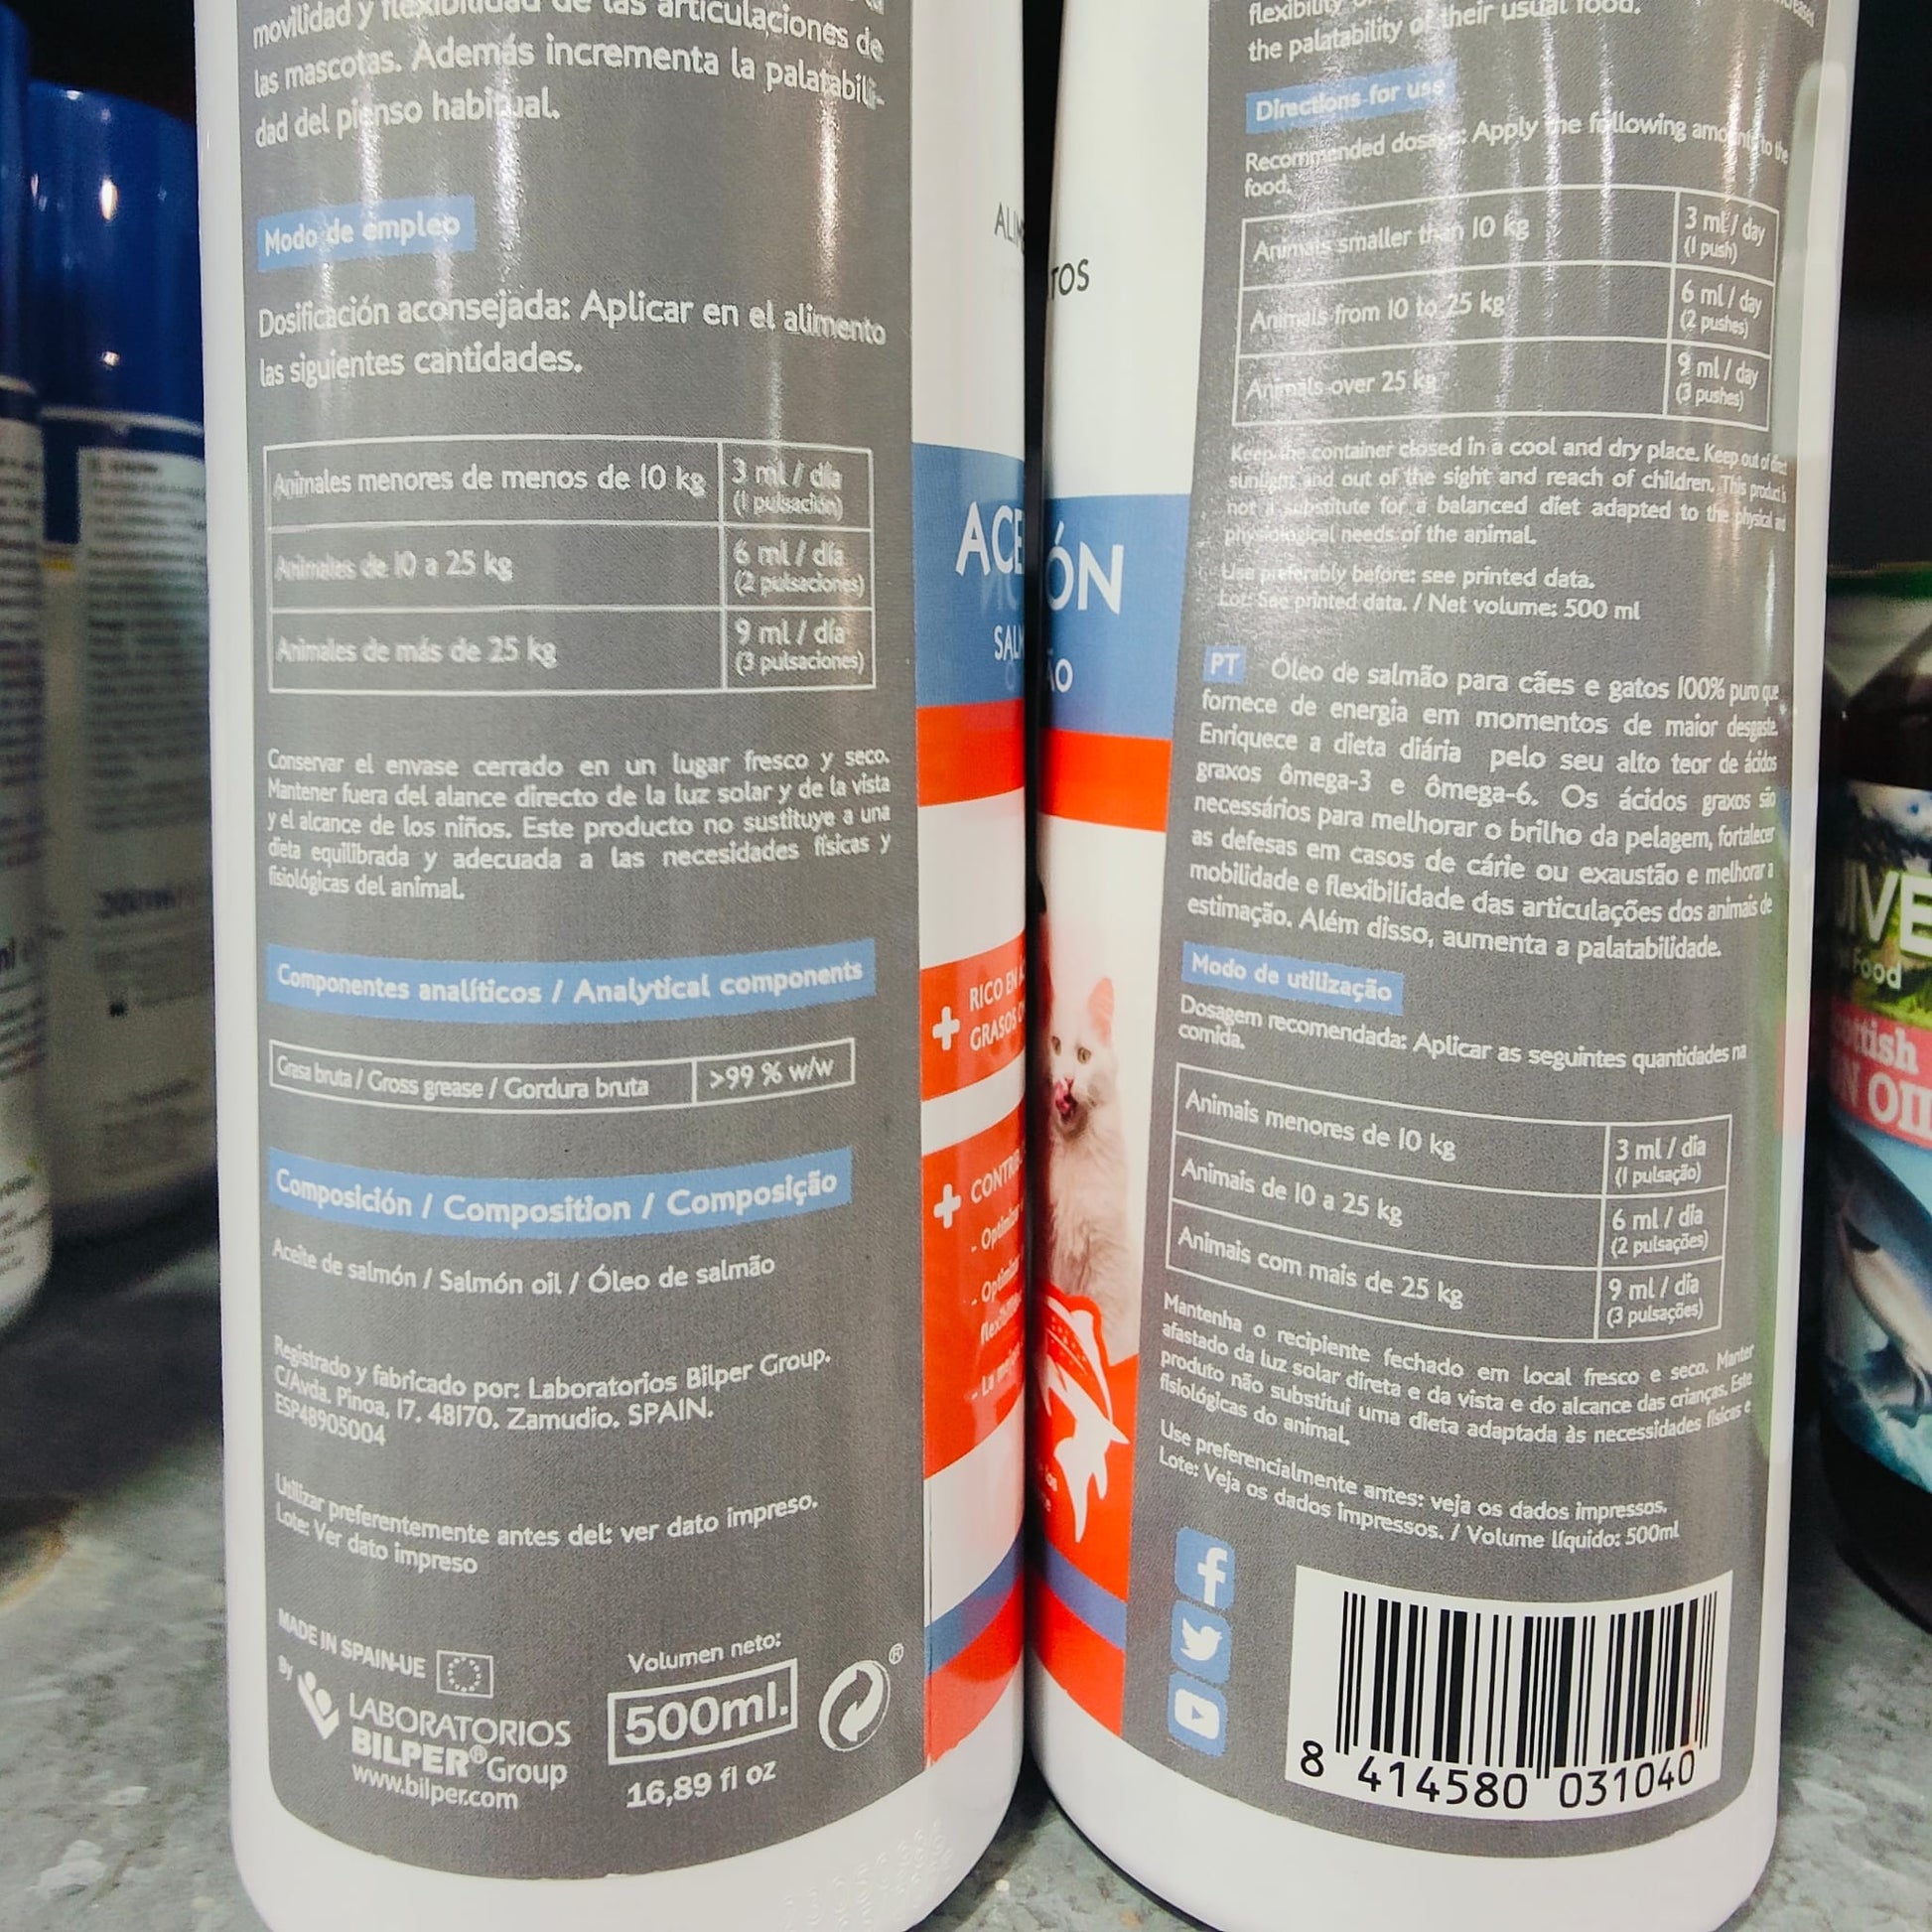 movilidad y flexibilidad de las articulaciones de
las mascotas. Además incrementa la palatabili-
dad del pienso habitual.
Modo de empleo
Dosificación aconsejada: Aplicar en el alimento
las siguientes cantidades.
Animales menores de menos de 10 kg
3 ml / día
(1 pulsación)
Animales de 10 a 25 kg
6 ml / día
(2 pulsaciones)
Animales de más de 25 kg
9 ml / día
(3 pulsaciones)
Conservar el envase cerrado en un lugar fresco y seco.
Mantener fuera del alance directo de la luz solar y de la vista
y el alcance de los niños. Este producto no sustituye a una
dieta equilibrada y adecuada a las necesidades físicas y
fisiológicas del animal.
Componentes analíticos / Analytical components
Grasa bruta / Gross grease / Gordura bruta
>99 % w/w
Composición / Composition / Composição
Aceite de salmón / Salmón oil / Óleo de salmão
Registrado y fabricado por: Laboratorios Bilper Group.
C/Avda. Pinoa, 17. 48170. Zamudio. SPAIN.
ESP48905004
Utilizar preferentemente antes del: ver dato impreso.
Lote: Ver dato impreso
MADE IN SPAIN-UE
By
LABORATORIOS
BILPER® Group
www.bilper.com
Volumen neto:
500ml.
16,89 fl oz
®
RICO EN
GRASOS
flexibility
the palatability of their usual food.
Directions for use
Recommended dosage: Apply the following amounts to the
food.
Animals smaller than 10 kg
3 ml / day
(1 push)
Animals from 10 to 25 kg
6 ml / day
(2 pushes)
Animals over 25 kg
9 ml / day
(3 pushes)
Keep the container closed in a cool and dry place. Keep out of direct
sunlight and out of the sight and reach of children. This product is
not a substitute for a balanced diet adapted to the physical and
physiological needs of the animal.
Use preferably before: see printed data.
Lot: See printed data. / Net volume: 500 ml
PT Óleo de salmão para cães e gatos 100% puro que
fornece de energia em momentos de maior desgaste.
Enriquece a dieta diária pelo seu alto teor de ácidos
graxos ômega-3 e ômega-6. Os ácidos graxos são
necessários para melhorar o brilho da pelagem, fortalecer
as defesas em casos de cárie ou exaustão e melhorar a
mobilidade e flexibilidade das articulações dos animais de
estimação. Além disso, aumenta a palatabilidade.
Modo de utilização
Dosagem recomendada: Aplicar as seguintes quantidades na
comida.
Animais menores de 10 kg
3 ml / dia
(1 pulsação)
Animais de 10 a 25 kg
6 ml / dia
(2 pulsações)
Animais com mais de 25 kg
9 ml / dia
(3 pulsações)
Mantenha o recipiente fechado em local fresco e seco. Manter
afastado da luz solar direta e da vista e do alcance das crianças. Este
produto não substitui uma dieta adaptada às necessidades físicas e
fisiológicas do animal.
Use preferencialmente antes: veja os dados impressos.
Lote: Veja os dados impressos. / Volume líquido: 500ml
8 414580 031040
Food
OIL